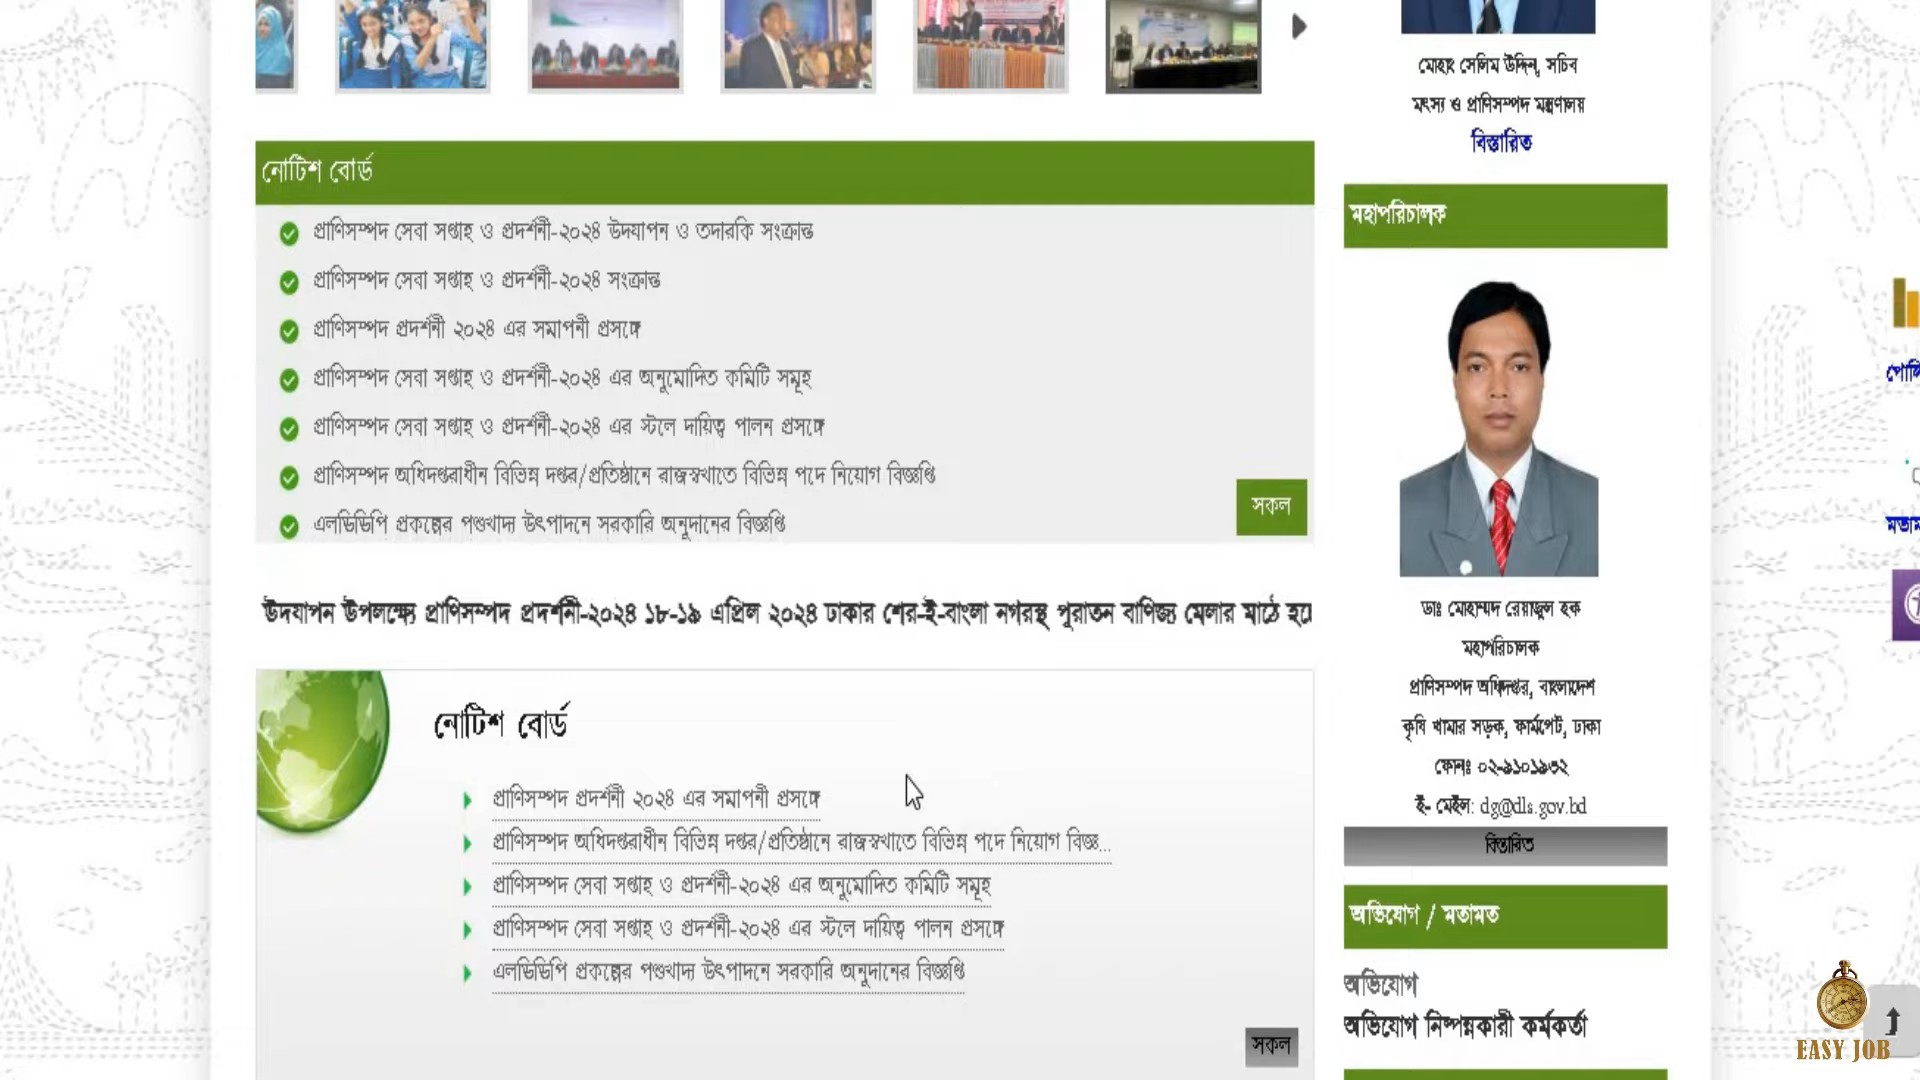 মোহাং সেলিম উদ্দিন, সচিব
মৎস্য ও প্রাণিসম্পদ মন্ত্রণালয়
বিস্তারিত
নোটিশ বোর্ড
প্রাণিসম্পদ সেবা সপ্তাহ ও প্রদর্শনী-২০২৪ উদযাপন ও তদারকি সংক্রান্ত
প্রাণিসম্পদ সেবা সপ্তাহ ও প্রদর্শনী-২০২৪ সংক্রান্ত
প্রাণিসম্পদ প্রদর্শনী ২০২৪ এর সমাপনী প্রসঙ্গে
প্রাণিসম্পদ সেবা সপ্তাহ ও প্রদর্শনী-২০২৪ এর অনুমোদিত কমিটি সমূহ
প্রাণিসম্পদ সেবা সপ্তাহ ও প্রদর্শনী-২০২৪ এর স্টলে দায়িত্ব পালন প্রসঙ্গে
প্রাণিসম্পদ অধিদপ্তরাধীন বিভিন্ন দপ্তর/প্রতিষ্ঠানে রাজস্বখাতে বিভিন্ন পদে নিয়োগ বিজ্ঞপ্তি
এলডিডিপি প্রকল্পের পশুখাদ্য উৎপাদনে সরকারি অনুদানের বিজ্ঞপ্তি
সকল
উদযাপন উপলক্ষ্যে প্রাণিসম্পদ প্রদর্শনী-২০২৪ ১৮-১৯ এপ্রিল ২০২৪ ঢাকার শের-ই-বাংলা নগরস্থ পুরাতন বাণিজ্য মেলার মাঠে
নোটিশ বোর্ড
প্রাণিসম্পদ প্রদর্শনী ২০২৪ এর সমাপনী প্রসঙ্গে
প্রাণিসম্পদ অধিদপ্তরাধীন বিভিন্ন দপ্তর/প্রতিষ্ঠানে রাজস্বখাতে বিভিন্ন পদে নিয়োগ বিজ্ঞ...
প্রাণিসম্পদ সেবা সপ্তাহ ও প্রদর্শনী-২০২৪ এর অনুমোদিত কমিটি সমূহ
প্রাণিসম্পদ সেবা সপ্তাহ ও প্রদর্শনী-২০২৪ এর স্টলে দায়িত্ব পালন প্রসঙ্গে
এলডিডিপি প্রকল্পের পশুখাদ্য উৎপাদনে সরকারি অনুদানের বিজ্ঞপ্তি
সকল
মহাপরিচালক
ডাঃ মোহাম্মদ রেয়াজুল হক
মহাপরিচালক
প্রাণিসম্পদ অধিদপ্তর, বাংলাদেশ
কৃষি খামার সড়ক, ফার্মগেট, ঢাকা
ফোনঃ ০২-৯১০১৯৩২
ই- মেইল: dg@dls.gov.bd
বিস্তারিত
অভিযোগ / মতামত
অভিযোগ
অভিযোগ নিষ্পন্নকারী কর্মকর্তা
EASY JOB